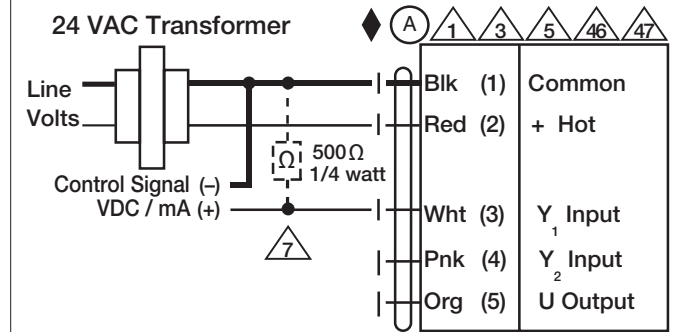 24 VAC Transformer
A 1 3 5 46 47
Line
Volts
Blk (1) Common
Red (2) + Hot
Ω 500Ω
1/4 watt
Control Signal (–)
VDC / mA (+)
Wht (3) Y1 Input
7
Pnk (4) Y2 Input
Org (5) U Output